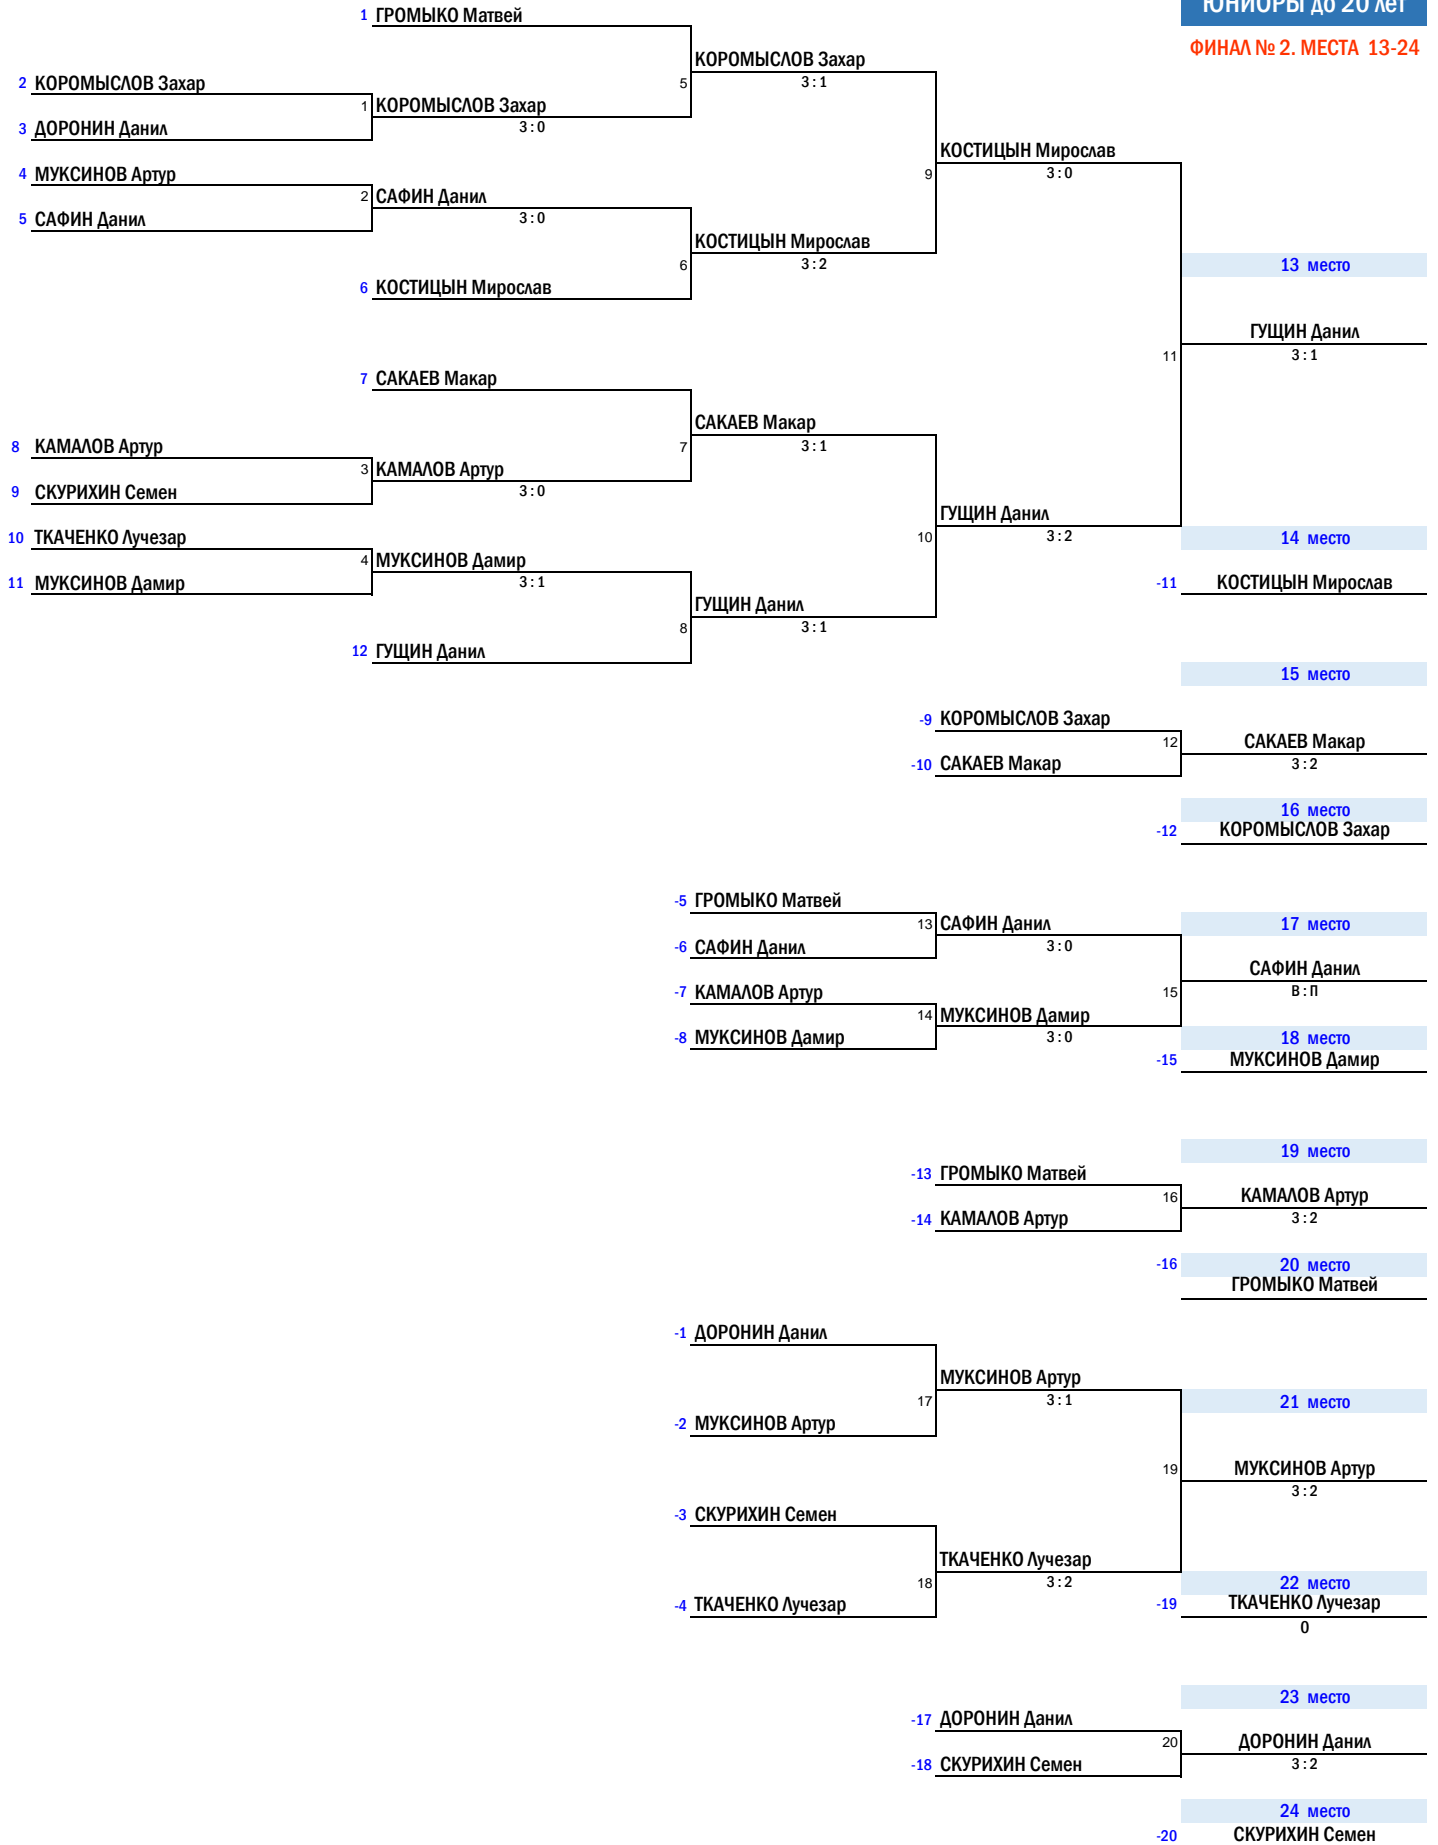 ЮНИОРЫ до 20 лет
1 ГРОМЫКО Матвей
ФИНАЛ № 2. МЕСТА 13-24
КОРОМЫСЛОВ Захар
5 3 : 1
2 КОРОМЫСЛОВ Захар
1 КОРОМЫСЛОВ Захар
3 : 0
3 ДОРОНИН Данил
КОСТИЦЫН Мирослав
9 3 : 0
4 МУКСИНОВ Артур
2 САФИН Данил
3 : 0
5 САФИН Данил
КОСТИЦЫН Мирослав
6 3 : 2
13 место
6 КОСТИЦЫН Мирослав
ГУЩИН Данил
11 3 : 1
7 САКАЕВ Макар
САКАЕВ Макар
7 3 : 1
8 КАМАЛОВ Артур
3 КАМАЛОВ Артур
3 : 0
9 СКУРИХИН Семен
ГУЩИН Данил
10 3 : 2
10 ТКАЧЕНКО Лучезар
14 место
4 МУКСИНОВ Дамир
3 : 1
11 МУКСИНОВ Дамир
-11 КОСТИЦЫН Мирослав
ГУЩИН Данил
8 3 : 1
12 ГУЩИН Данил
15 место
-9 КОРОМЫСЛОВ Захар
12 САКАЕВ Макар
3 : 2
-10 САКАЕВ Макар
16 место
-12 КОРОМЫСЛОВ Захар
-5 ГРОМЫКО Матвей
13 САФИН Данил
3 : 0
17 место
-6 САФИН Данил
САФИН Данил
15 В : П
-7 КАМАЛОВ Артур
14 МУКСИНОВ Дамир
3 : 0
-8 МУКСИНОВ Дамир
18 место
-15 МУКСИНОВ Дамир
19 место
-13 ГРОМЫКО Матвей
16 КАМАЛОВ Артур
3 : 2
-14 КАМАЛОВ Артур
-16 20 место
ГРОМЫКО Матвей
-1 ДОРОНИН Данил
МУКСИНОВ Артур
17 3 : 1
21 место
-2 МУКСИНОВ Артур
19 МУКСИНОВ Артур
3 : 2
-3 СКУРИХИН Семен
ТКАЧЕНКО Лучезар
18 3 : 2
22 место
-4 ТКАЧЕНКО Лучезар
-19 ТКАЧЕНКО Лучезар
0
23 место
-17 ДОРОНИН Данил
20 ДОРОНИН Данил
3 : 2
-18 СКУРИХИН Семен
24 место
-20 СКУРИХИН Семен